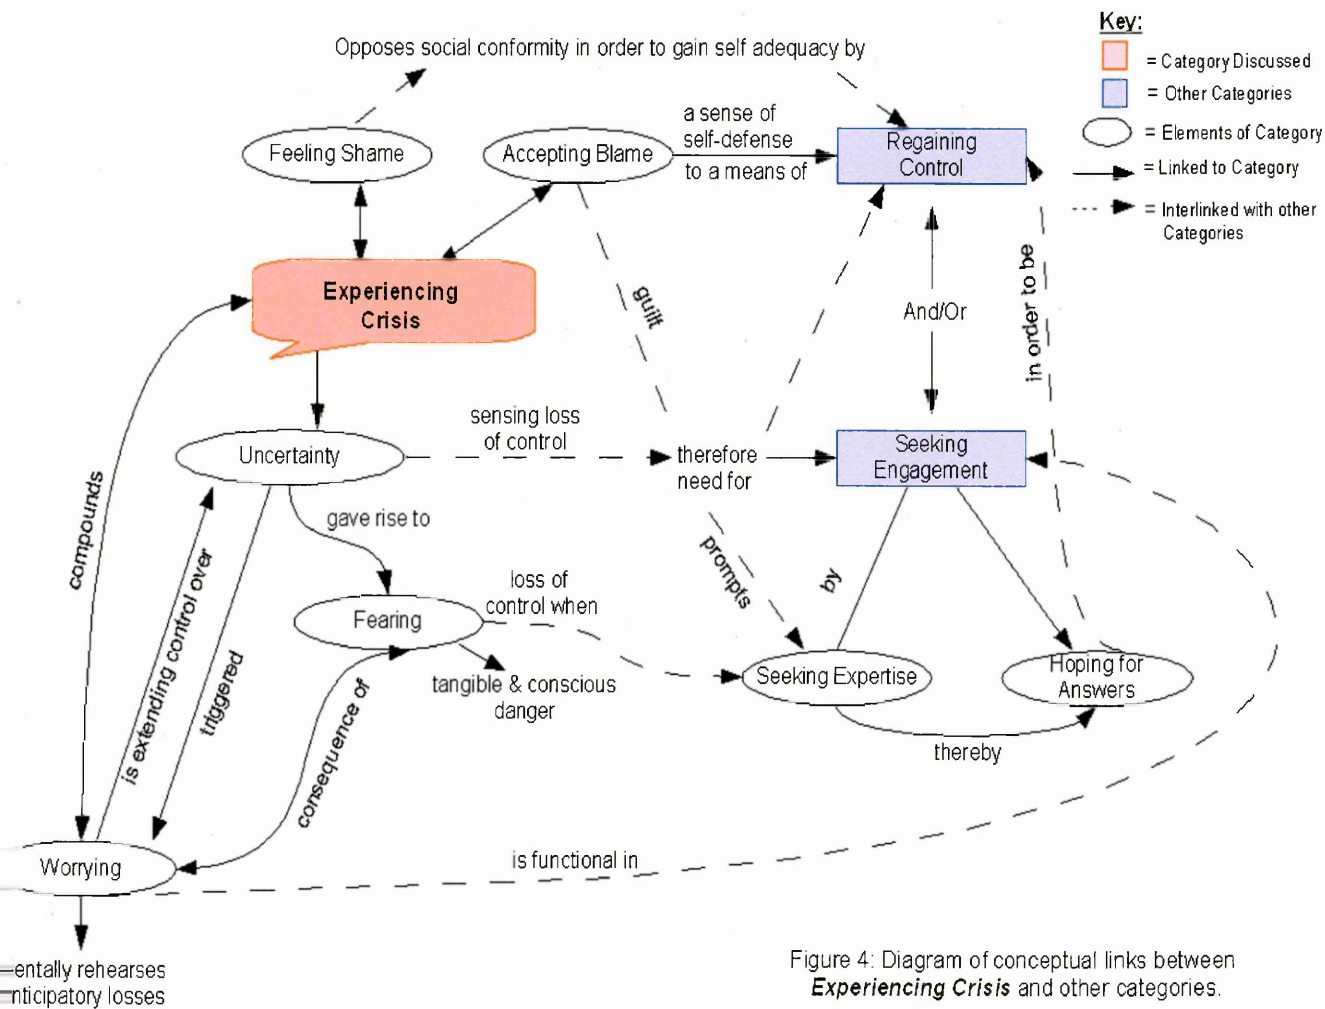 Key:
= Category Discussed
= Other Categories
= Elements of Category
= Linked to Category
= Interlinked with other
Categories
Opposes social conformity in order to gain self adequacy by
Feeling Shame
Accepting Blame
a sense of
self-defense
to a means of
Regaining
Control
Experiencing
Crisis
guilt
And/Or
in order to be
compounds
Uncertainty
sensing loss
of control
therefore
need for
Seeking
Engagement
gave rise to
is extending control over
triggered
Fearing
loss of
control when
prompts
by
tangible & conscious
danger
consequence of
Seeking Expertise
Hoping for
Answers
thereby
Worrying
is functional in
entally rehearses
nticipatory losses
Figure 4: Diagram of conceptual links between
Experiencing Crisis and other categories.